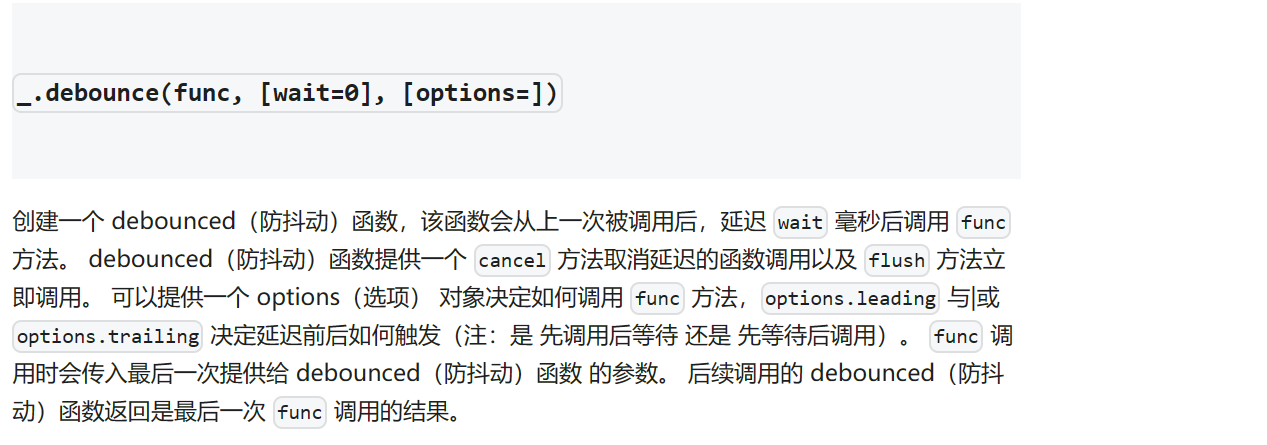 _.debounce(func, [wait=0], [options=])
创建一个 debounced（防抖动）函数，该函数会从上一次被调用后，延迟 wait 毫秒后调用 func
方法。 debounced（防抖动）函数提供一个 cancel 方法取消延迟的函数调用以及 flush 方法立
即调用。 可以提供一个 options（选项） 对象决定如何调用 func 方法，options.leading 与|或
options.trailing 决定延迟前后如何触发（注：是 先调用后等待 还是 先等待后调用）。 func 调
用时会传入最后一次提供给 debounced（防抖动）函数 的参数。 后续调用的 debounced（防抖
动）函数返回是最后一次 func 调用的结果。